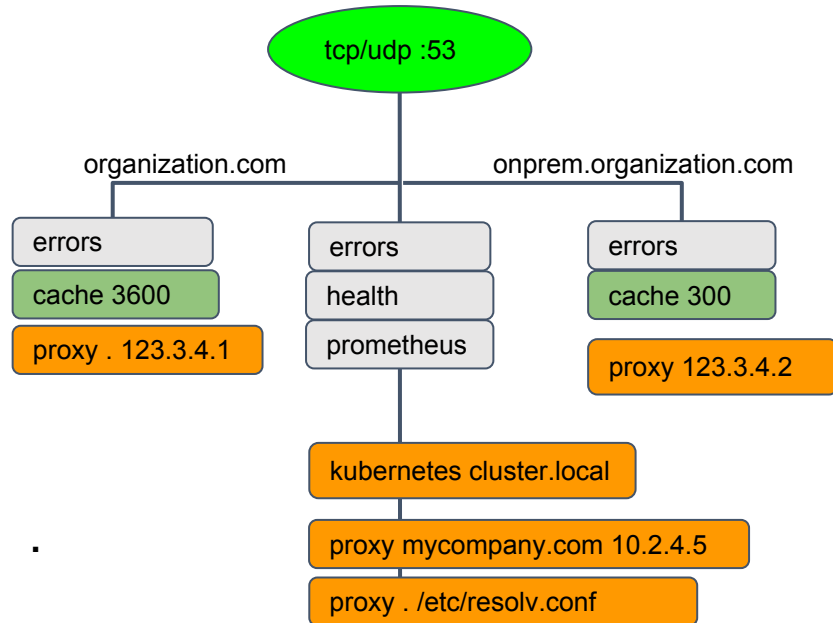 tcp/udp :53
organization.com
onprem.organization.com
errors
cache 3600
proxy . 123.3.4.1
errors
health
prometheus
kubernetes cluster.local
proxy mycompany.com 10.2.4.5
proxy . /etc/resolv.conf
errors
cache 300
proxy 123.3.4.2
.